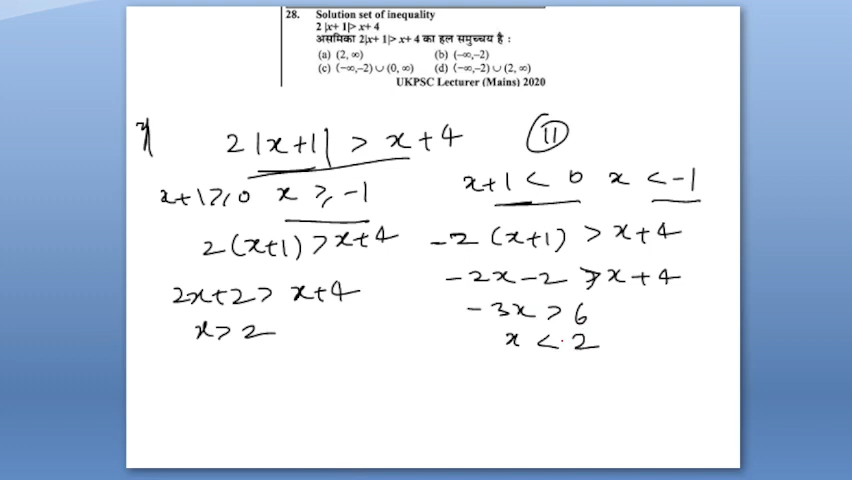 28. Solution set of inequality
2 |x+ 1|> x+ 4
असमिका 2|x+ 1|> x+ 4 का हल समुच्चय है :
(a) (2, ∞) (b) (−∞,−2)
(c) (−∞,−2) ∪ (0, ∞) (d) (−∞,−2) ∪ (2, ∞)
UKPSC Lecturer (Mains) 2020
2 |x+1| > x+4
(11)
x+1 ≥ 0 x ≥ -1
x+1 < 0 x < -1
2(x+1) > x+4
-2 (x+1) > x+4
2x+2 > x+4
-2x-2 > x+4
x > 2
-3x > 6
x < . 2